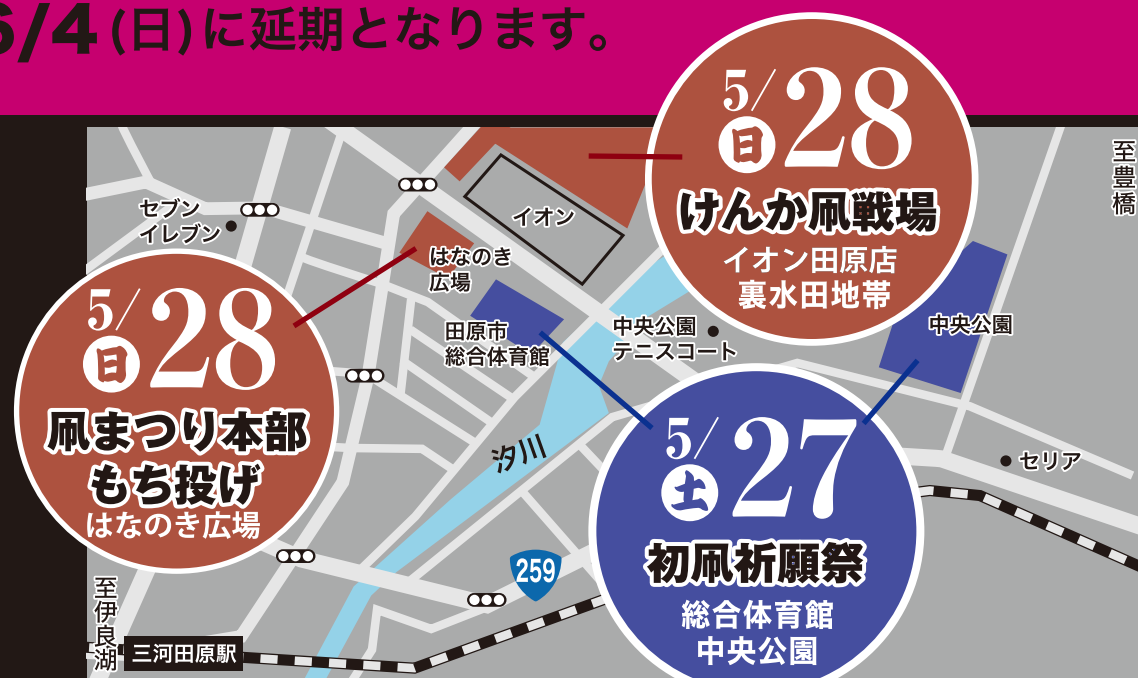 6/4(日)に延期となります。
5/28
日
けんか凧戦場
イオン田原店
裏水田地帯
至豊橋
セブン
イレブン
イオン
はなのき
広場
5/28
日
凧まつり本部
もち投げ
はなのき広場
田原市
総合体育館
中央公園
テニスコート
中央公園
汐川
セリア
5/27
土
初凧祈願祭
総合体育館
中央公園
259
至伊良湖
三河田原駅